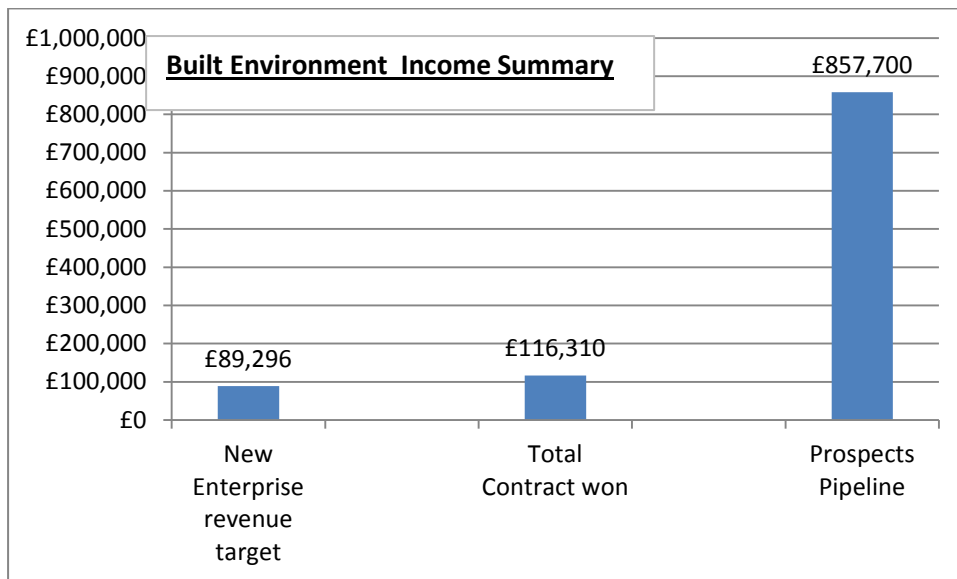 Built Environment  Income Summary
£1,000,000
£900,000
£800,000
£700,000
£600,000
£500,000
£400,000
£300,000
£200,000
£100,000
£0
£89,296
£116,310
£857,700
New
Enterprise
revenue
target
Total
Contract won
Prospects
Pipeline